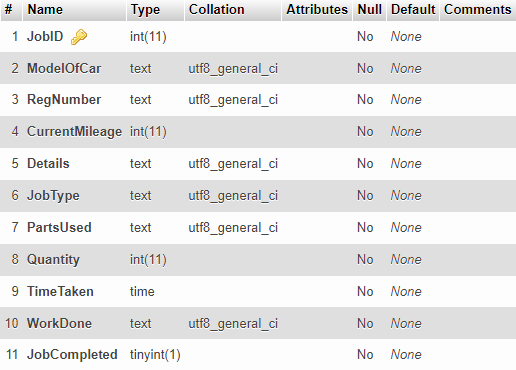 # Name Type Collation Attributes Null Default Comments
1 JobID int(11) No None
2 ModelOfCar text utf8_general_ci No None
3 RegNumber text utf8_general_ci No None
4 CurrentMileage int(11) No None
5 Details text utf8_general_ci No None
6 JobType text utf8_general_ci No None
7 PartsUsed text utf8_general_ci No None
8 Quantity int(11) No None
9 TimeTaken time No None
10 WorkDone text utf8_general_ci No None
11 JobCompleted tinyint(1) No None